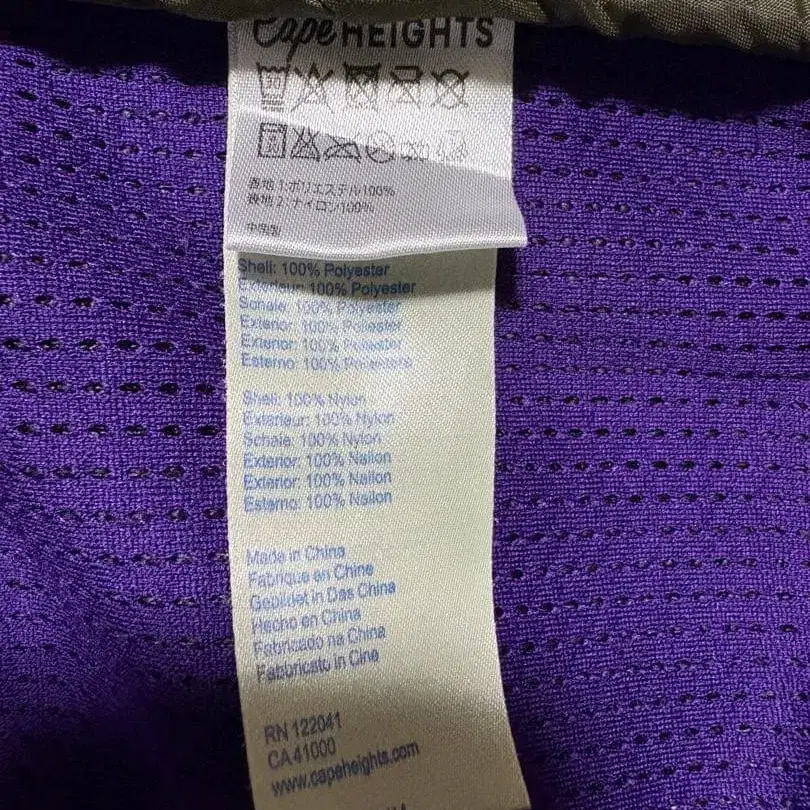 Cape HEIGHTS
表地 1:ポリエステル100%
表地 2:ナイロン100%
中国製
Shell: 100% Polyester
Exterieur: 100% Polyester
Schale: 100% Polyester
Exterior: 100% Poliester
Exterior: 100% Poliester
Esterno: 100% Poliestere
Shell: 100% Nylon
Exterieur: 100% Nylon
Schale: 100% Nylon
Exterior: 100% Nailon
Exterior: 100% Nailon
Esterno: 100% Nailon
Made in China
Fabrique en Chine
Gebildet in Das China
Hecho en China
Fabricado na China
Fabbricato in Cine
RN 122041
CA 41000
www.capeheights.com